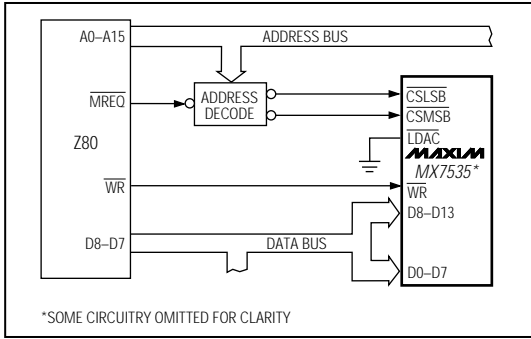 A0–A15
ADDRESS BUS
MREQ
ADDRESS
DECODE
CSLSB
CSMSB
LDAC
MAXIM
MX7535*
Z80
WR
WR
D8–D13
D8–D7
DATA BUS
D0–D7
*SOME CIRCUITRY OMITTED FOR CLARITY